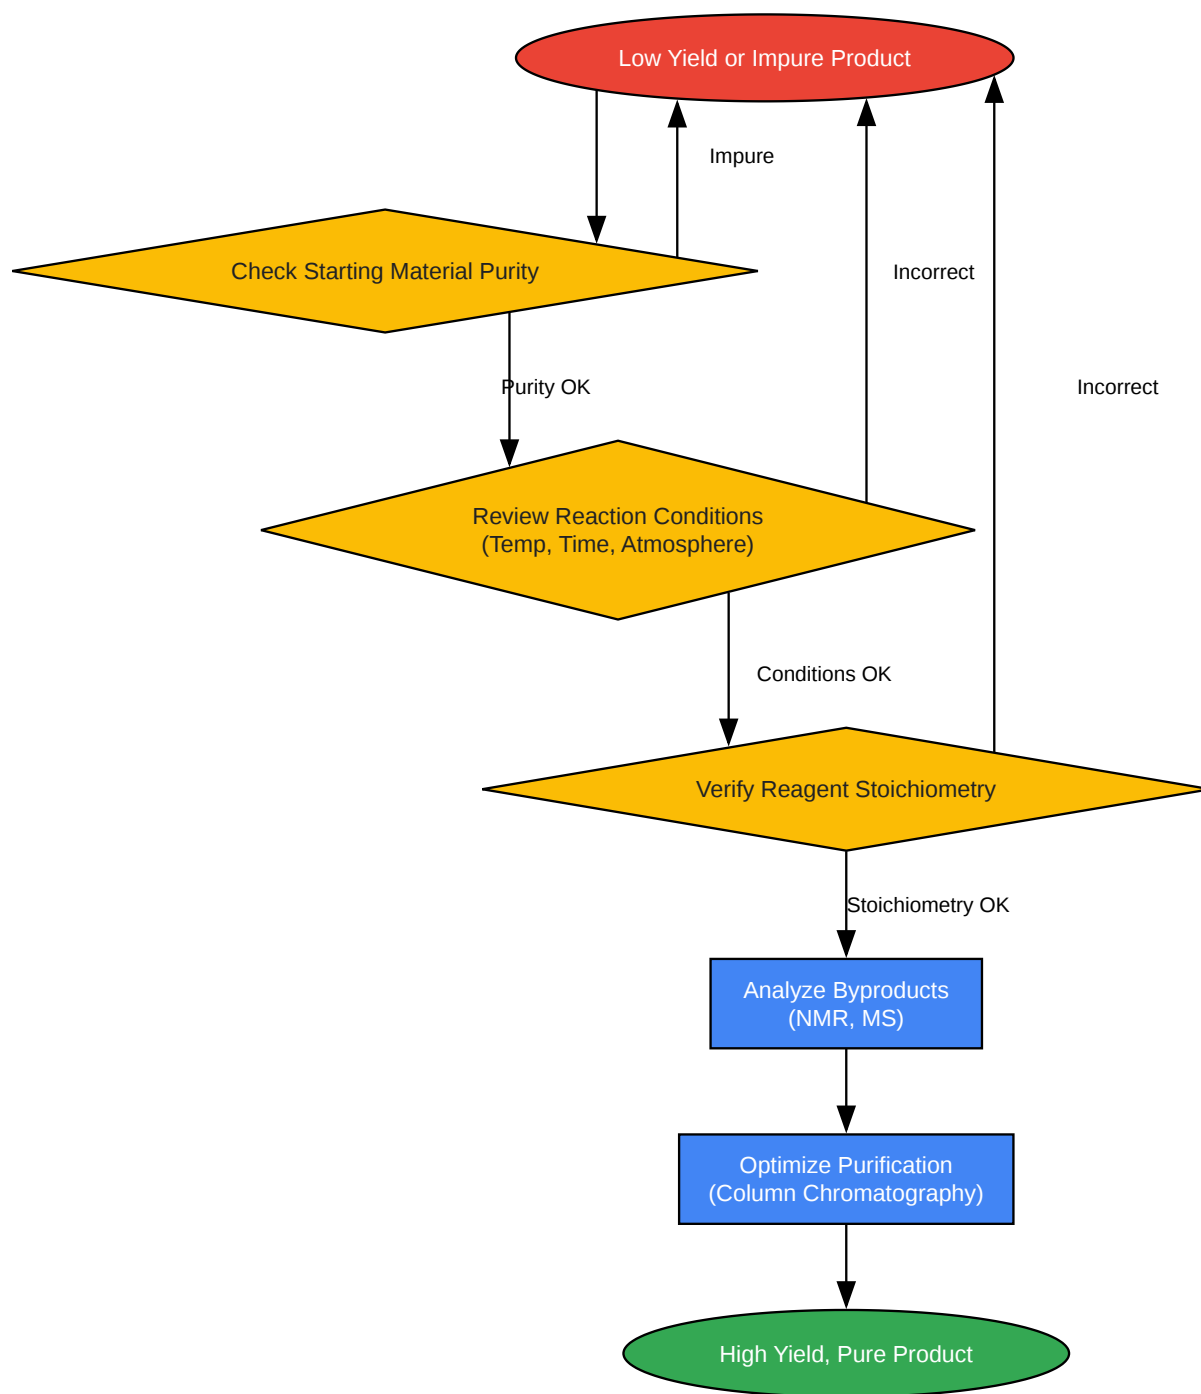 Low Yield or Impure Product
Impure
Check Starting Material Purity
Incorrect
Purity OK
Incorrect
Review Reaction Conditions
(Temp, Time, Atmosphere)
Conditions OK
Verify Reagent Stoichiometry
Stoichiometry OK
Analyze Byproducts
(NMR, MS)
Optimize Purification
(Column Chromatography)
High Yield, Pure Product